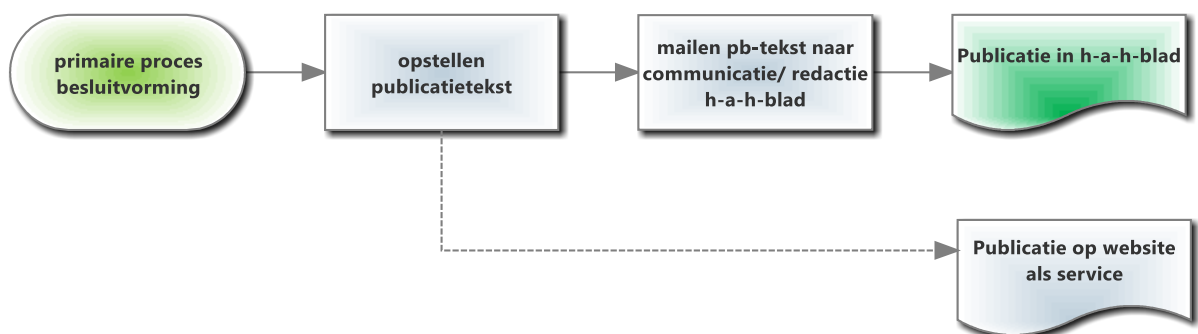 primaire proces
besluitvorming
opstellen
publicatietekst
mailen pb-tekst naar
communicatie/ redactie
h-a-h-blad
Publicatie in h-a-h-blad
Publicatie op website
als service